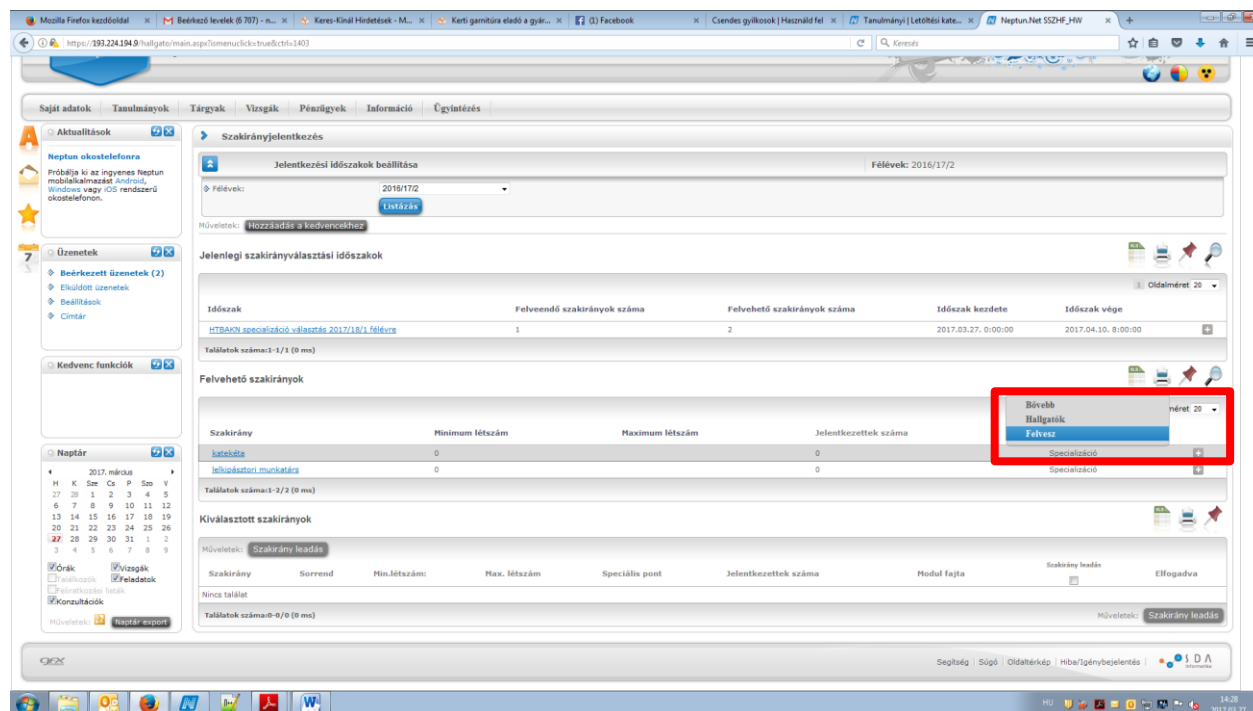 Mozilla Firefox kezdőoldal × Beérkező levelek (6 707) - n... × Keres-Kínál Hirdetések - M... × Kerti garnitúra eladó a gyár... × (1) Facebook × Csendes gyilkosok | Használd fel × Tanulmányi | Letöltési kate... × Neptun.Net SSZHF_HW × +
https://193.224.194.9/hallgato/main.aspx?ismenuclick=true&ctrl=1403 Keresés
Saját adatok Tanulmányok Tárgyak Vizsgák Pénzügyek Információ Ügyintézés
Aktualitások
Neptun okostelefonra
Próbálja ki az ingyenes Neptun
mobilalkalmazást Android,
Windows vagy iOS rendszerű
okostelefonon.
7
Üzenetek
Beérkezett üzenetek (2)
Elküldött üzenetek
Beállítások
Címtár
Kedvenc funkciók
Naptár
2017. március
H K Sze Cs P Szo V
27 28 1 2 3 4 5
6 7 8 9 10 11 12
13 14 15 16 17 18 19
20 21 22 23 24 25 26
27 28 29 30 31 1 2
3 4 5 6 7 8 9
Órák Vizsgák
Találkozók Feladatok
Feliratkozási listák
Konzultációk
Műveletek: Naptár export
Szakirányjelentkezés
Jelentkezési időszakok beállítása Félévek: 2016/17/2
Félévek: 2016/17/2
Listázás
Műveletek: Hozzáadás a kedvencekhez
Jelenlegi szakirányválasztási időszakok
1 Oldalméret 20
Időszak Felveendő szakirányok száma Felvehető szakirányok száma Időszak kezdete Időszak vége
HTBAKN specializáció választás 2017/18/1 félévre 1 2 2017.03.27. 0:00:00 2017.04.10. 8:00:00
Találatok száma:1-1/1 (0 ms)
Felvehető szakirányok
méret 20
Bővebb
Hallgatók
Felvesz
Szakirány Minimum létszám Maximum létszám Jelentkezettek száma
katekéta 0 0 Specializáció
lelkipásztori munkatárs 0 0 Specializáció
Találatok száma:1-2/2 (0 ms)
Kiválasztott szakirányok
Műveletek: Szakirány leadás
Szakirány Sorrend Min.létszám: Max. létszám Speciális pont Jelentkezettek száma Modul fajta Szakirány leadás Elfogadva
Nincs találat
Találatok száma:0-0/0 (0 ms) Műveletek: Szakirány leadás
Segítség Súgó Oldaltérkép Hiba/Igénybejelentés SDA Informatika
HU 14:28
2017.03.27.